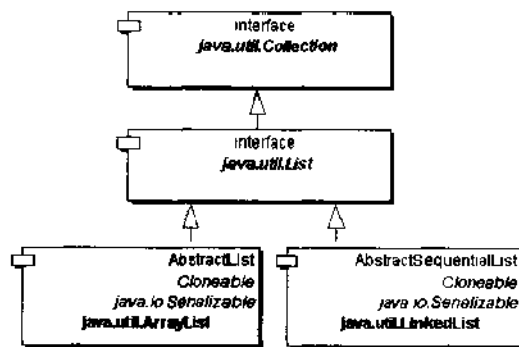 interface
java.util.Collection
interface
java.util.List
AbstractList
Cloneable
java.io.Serializable
java.util.ArrayList
AbstractSequentialList
Cloneable
java.io.Serializable
java.util.LinkedList